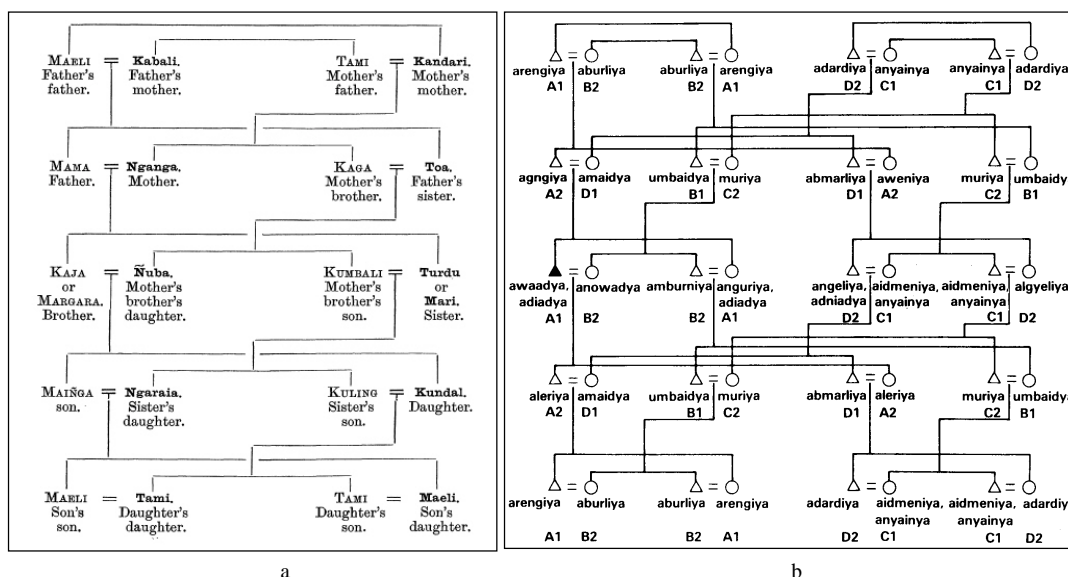 MAELI = Kabali. TAMI = Kandari.
Father's Father's Mother's Mother's
father. mother. father. mother.
MAMA = Nganga. KAGA = Toa.
Father. Mother. Mother's Father's
brother. sister.
KAJA = Ñuba. KUMBALI = Turdu
or Mother's Mother's or
MARGARA. brother's brother's Mari.
Brother. daughter. son. Sister.
MAIÑGA = Ngaraia. KULING = Kundal.
son. Sister's Sister's Daughter.
daughter. son.
MAELI = Tami. TAMI = Maeli.
Son's Daughter's Daughter's Son's
son. daughter. son. daughter.
a
arengiya aburliya aburliya arengiya adardiya anyainya anyainya adardiya
A1 B2 B2 A1 D2 C1 C1 D2
agngiya amaidya umbaidya muriya abmarliya aweniya muriya umbaidya
A2 D1 B1 C2 D1 A2 C2 B1
awaadya, anowadya amburniya anguriya, angeliya, aidmeniya, aidmeniya, algyeliya
adiadya adiadya adniadya anyainya anyainya
A1 B2 B2 A1 D2 C1 C1 D2
aleriya amaidya umbaidya muriya abmarliya aleriya muriya umbaidya
A2 D1 B1 C2 D1 A2 C2 B1
arengiya aburliya aburliya arengiya adardiya aidmeniya, aidmeniya, adardiya
anyainya anyainya
A1 B2 B2 A1 D2 C1 C1 D2
b